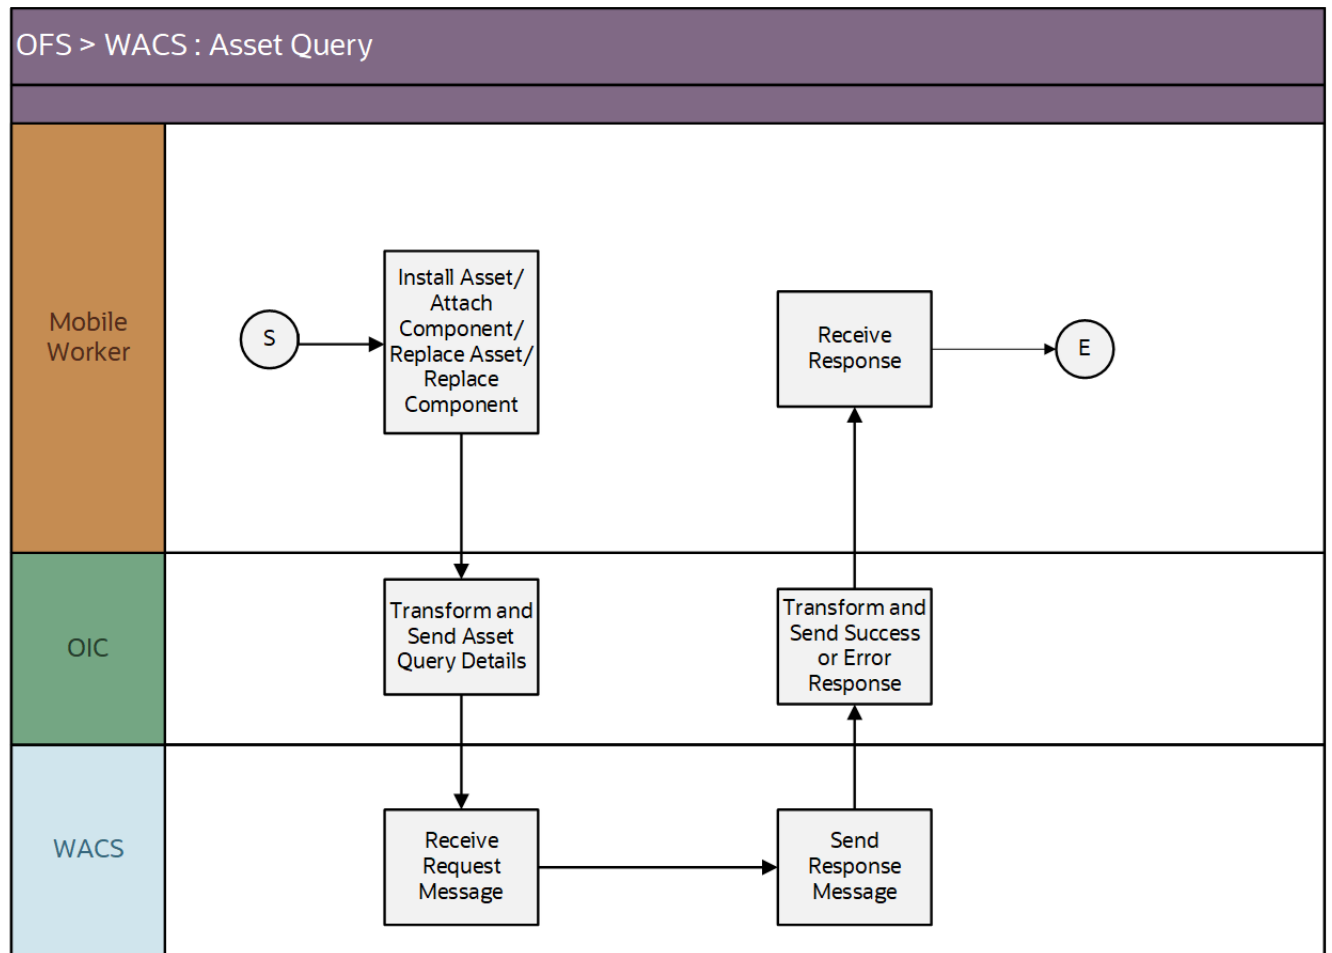 OFS > WACS : Asset Query
Mobile
Worker
S
Install Asset/
Attach
Component/
Replace Asset/
Replace
Component
Receive
Response
E
OIC
Transform and
Send Asset
Query Details
Transform and
Send Success
or Error
Response
WACS
Receive
Request
Message
Send
Response
Message